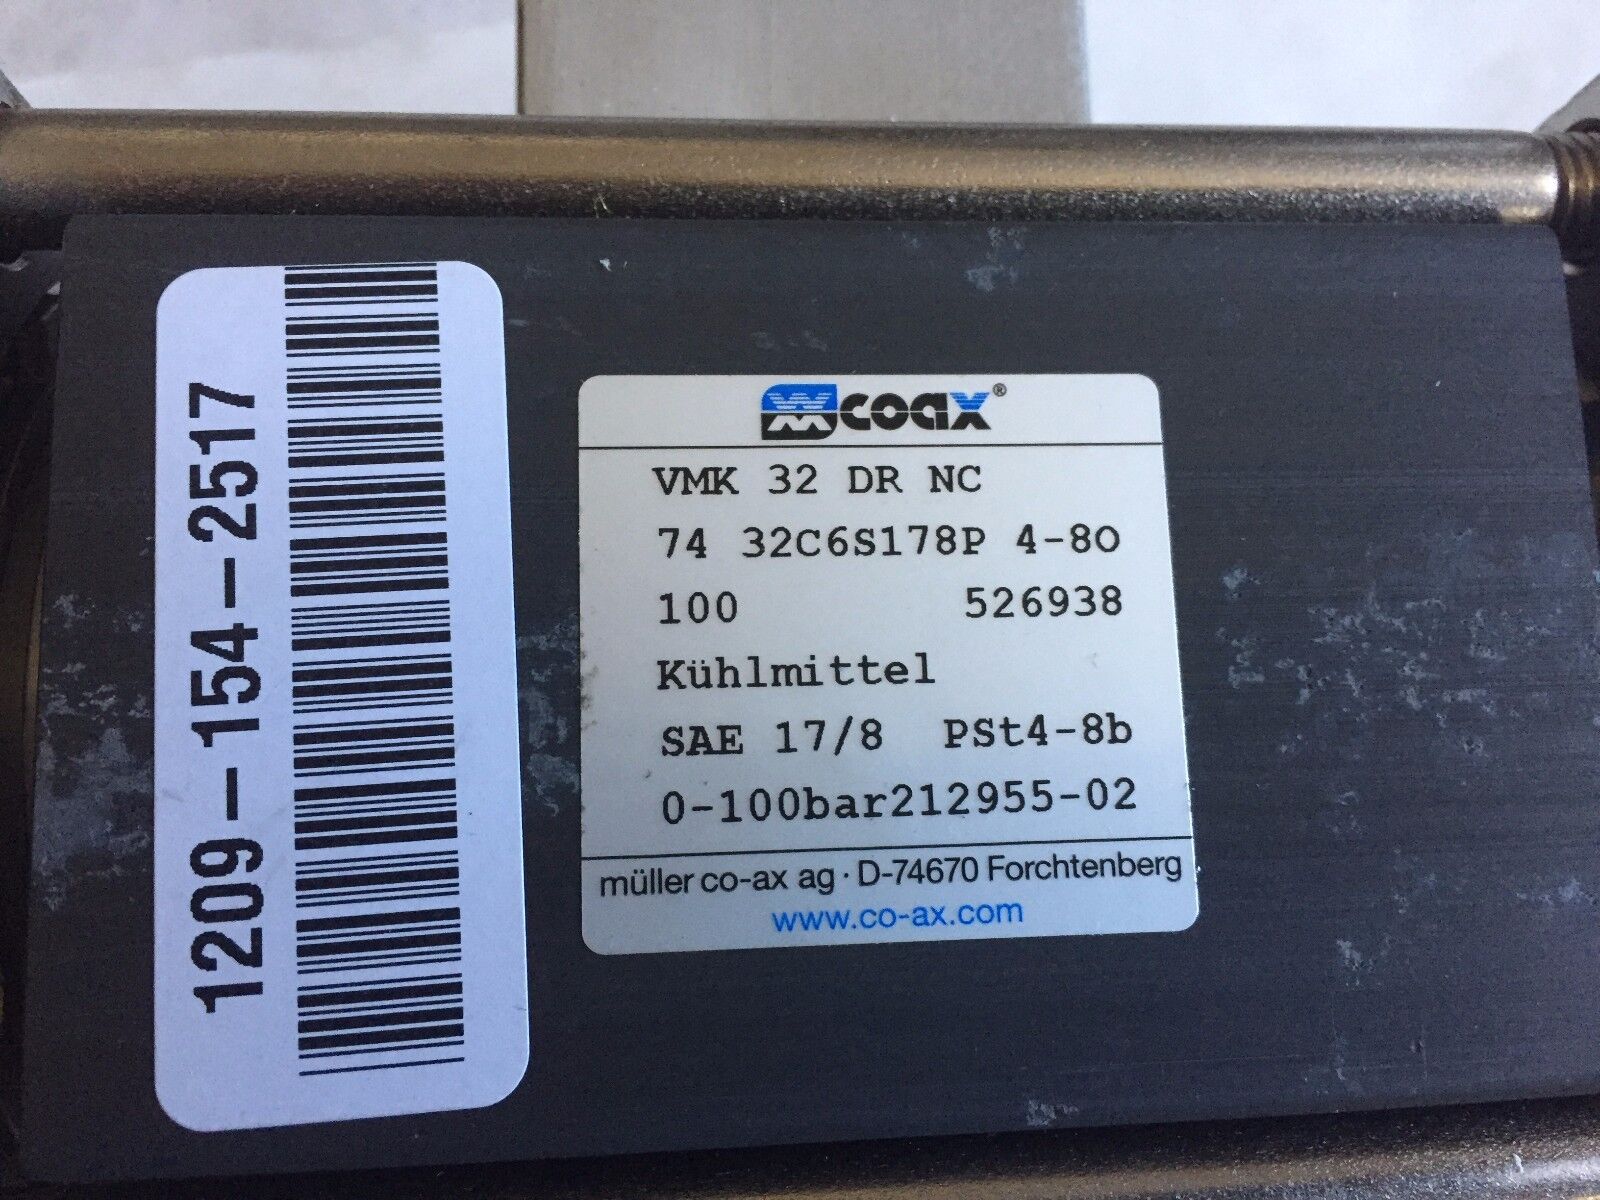 1209-154-2517
coax®
VMK 32 DR NC
74 32C6S178P 4-8O
100 526938
Kühlmittel
SAE 17/8 PSt4-8b
0-100bar212955-02
müller co-ax ag · D-74670 Forchtenberg
www.co-ax.com